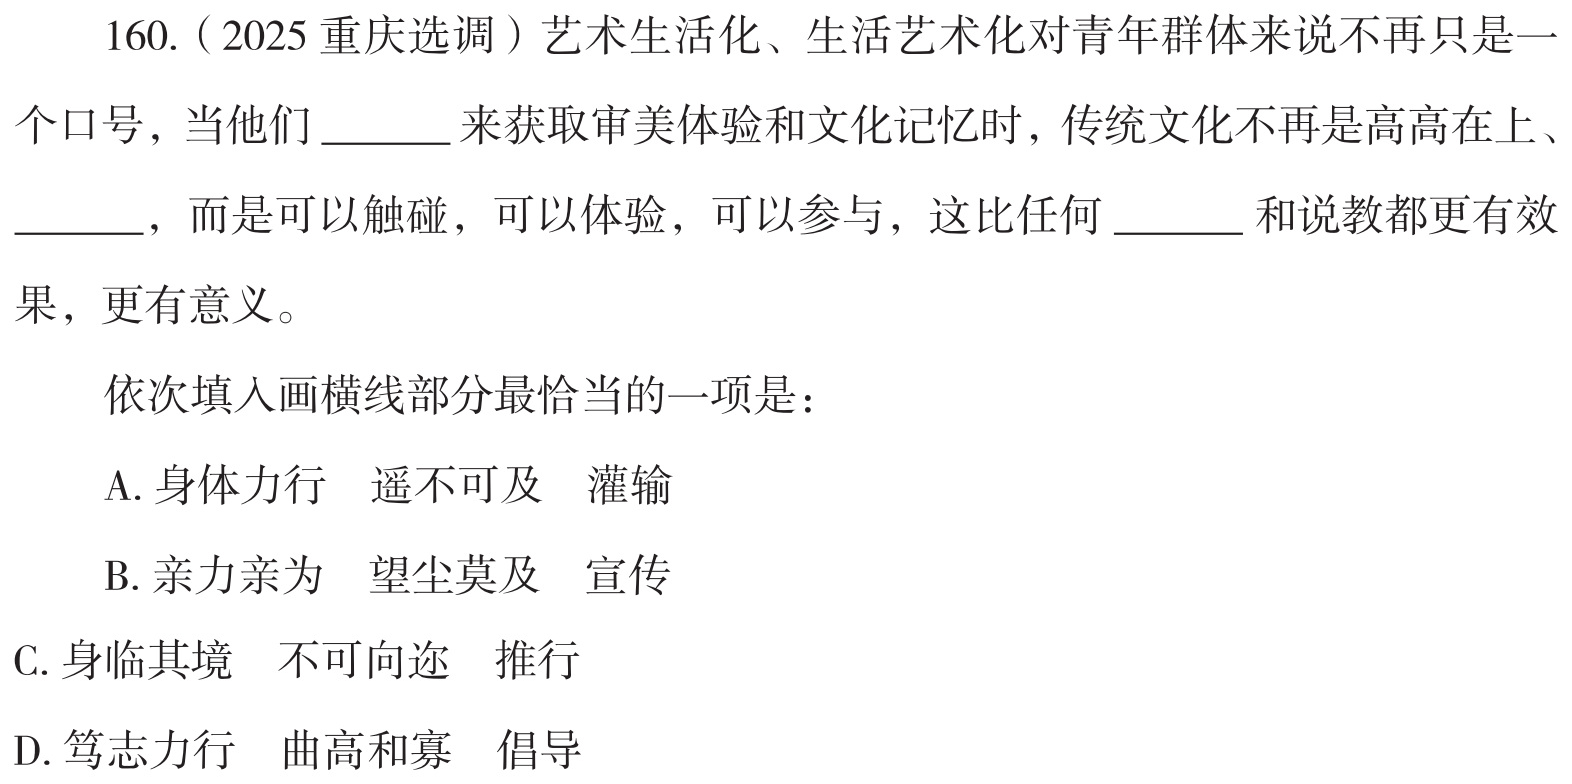 160.（2025 重庆选调）艺术生活化、生活艺术化对青年群体来说不再只是一
个口号，当他们 ______ 来获取审美体验和文化记忆时，传统文化不再是高高在上、
______，而是可以触碰，可以体验，可以参与，这比任何 ______ 和说教都更有效
果，更有意义。
依次填入画横线部分最恰当的一项是：
A. 身体力行　遥不可及　灌输
B. 亲力亲为　望尘莫及　宣传
C. 身临其境　不可向迩　推行
D. 笃志力行　曲高和寡　倡导